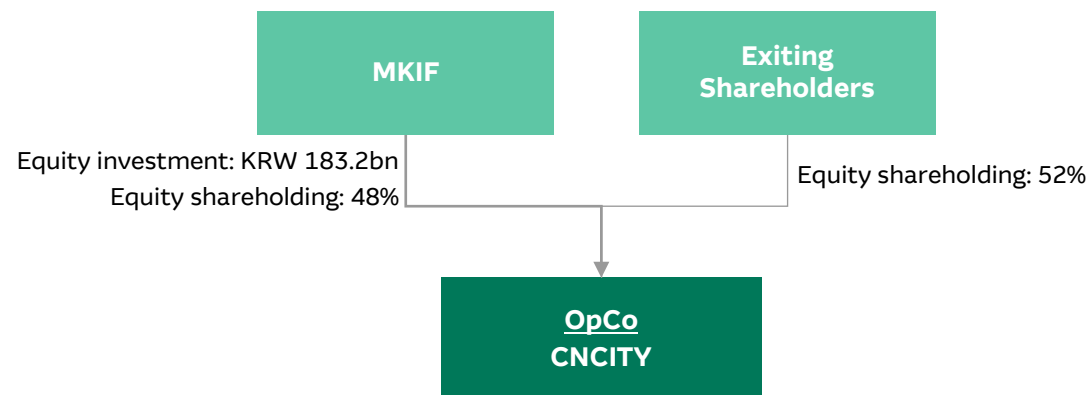 MKIF
Exiting
Shareholders
Equity investment: KRW 183.2bn
Equity shareholding: 48%
Equity shareholding: 52%
OpCo
CNCITY